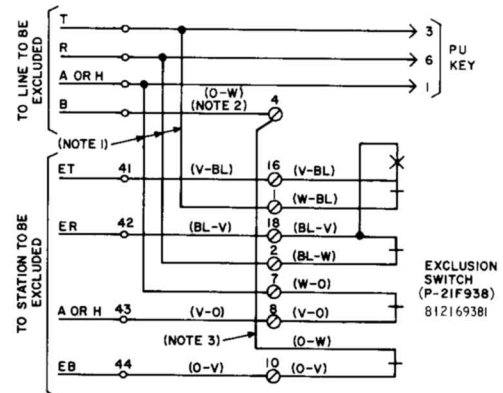 TO LINE TO BE EXCLUDED
T
R
A OR H
B
3
6
1
PU KEY
(O-W)
(NOTE 2)
4
(NOTE 1)
TO STATION TO BE EXCLUDED
ET 41 (V-BL) 16 (V-BL)
1 (W-BL)
ER 42 (BL-V) 18 (BL-V)
2 (BL-W)
7 (W-O)
A OR H 43 (V-O) 8 (V-O)
(NOTE 3) (O-W)
EB 44 (O-V) 10 (O-V)
EXCLUSION
SWITCH
(P-21F938)
812169381